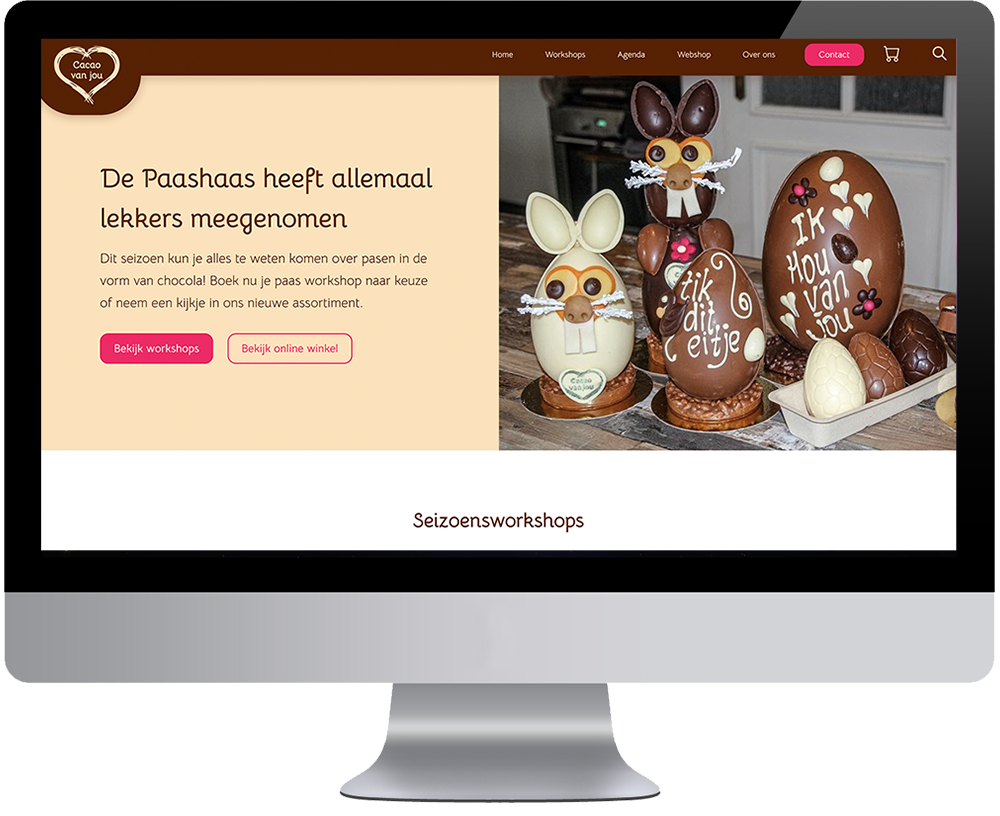 Cacao
van jou
Home
Workshops
Agenda
Webshop
Over ons
Contact
De Paashaas heeft allemaal
lekkers meegenomen
Dit seizoen kun je alles te weten komen over pasen in de
vorm van chocola! Boek nu je paas workshop naar keuze
of neem een kijkje in ons nieuwe assortiment.
Bekijk workshops
Bekijk online winkel
IK
Hou
van
jou
tik
dit
eitje
Cacao
van jou
Seizoensworkshops